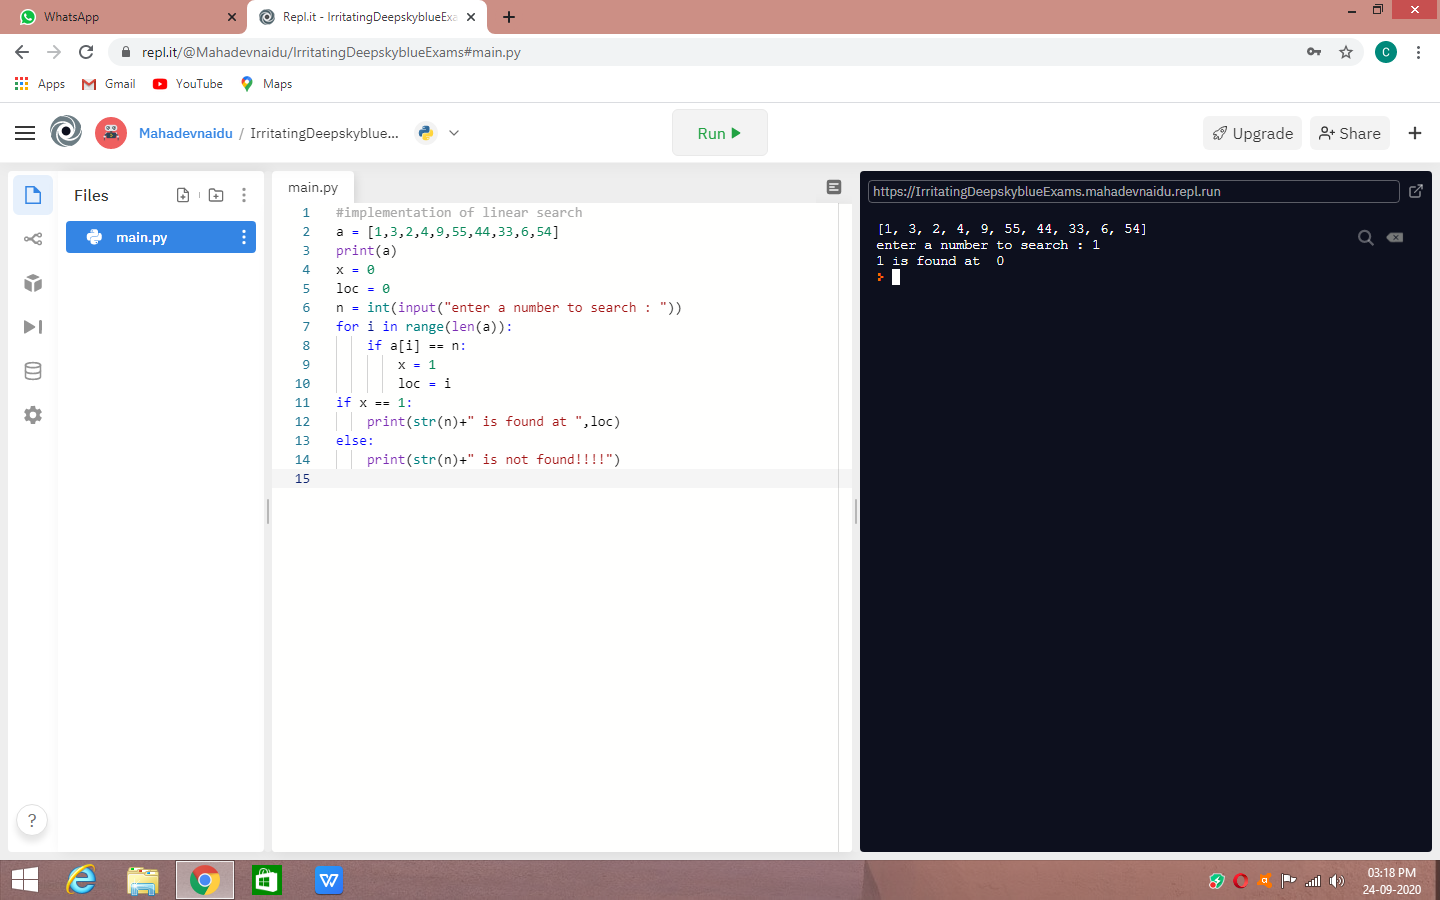 WhatsApp
Repl.it - IrritatingDeepskyblueExa
repl.it/@Mahadevnaidu/IrritatingDeepskyblueExams#main.py
C
Apps
Gmail
YouTube
Maps
Mahadevnaidu / IrritatingDeepskyblue...
Run
Upgrade
Share
Files
main.py
main.py
1 #implementation of linear search
2 a = [1,3,2,4,9,55,44,33,6,54]
3 print(a)
4 x = 0
5 loc = 0
6 n = int(input("enter a number to search : "))
7 for i in range(len(a)):
8     if a[i] == n:
9         x = 1
10         loc = i
11 if x == 1:
12     print(str(n)+" is found at ",loc)
13 else:
14     print(str(n)+" is not found!!!!")
15
https://IrritatingDeepskyblueExams.mahadevnaidu.repl.run
[1, 3, 2, 4, 9, 55, 44, 33, 6, 54]
enter a number to search : 1
1 is found at  0
?
03:18 PM
24-09-2020